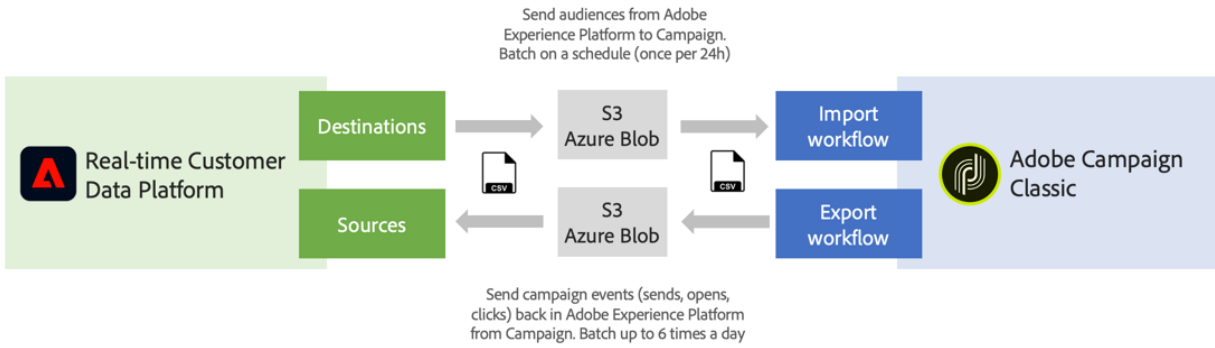 Send audiences from Adobe
Experience Platform to Campaign.
Batch on a schedule (once per 24h)
Destinations
S3
Azure Blob
Import
workflow
Real-time Customer
Data Platform
CSV
CSV
Adobe Campaign
Classic
Sources
S3
Azure Blob
Export
workflow
Send campaign events (sends, opens,
clicks) back in Adobe Experience Platform
from Campaign. Batch up to 6 times a day